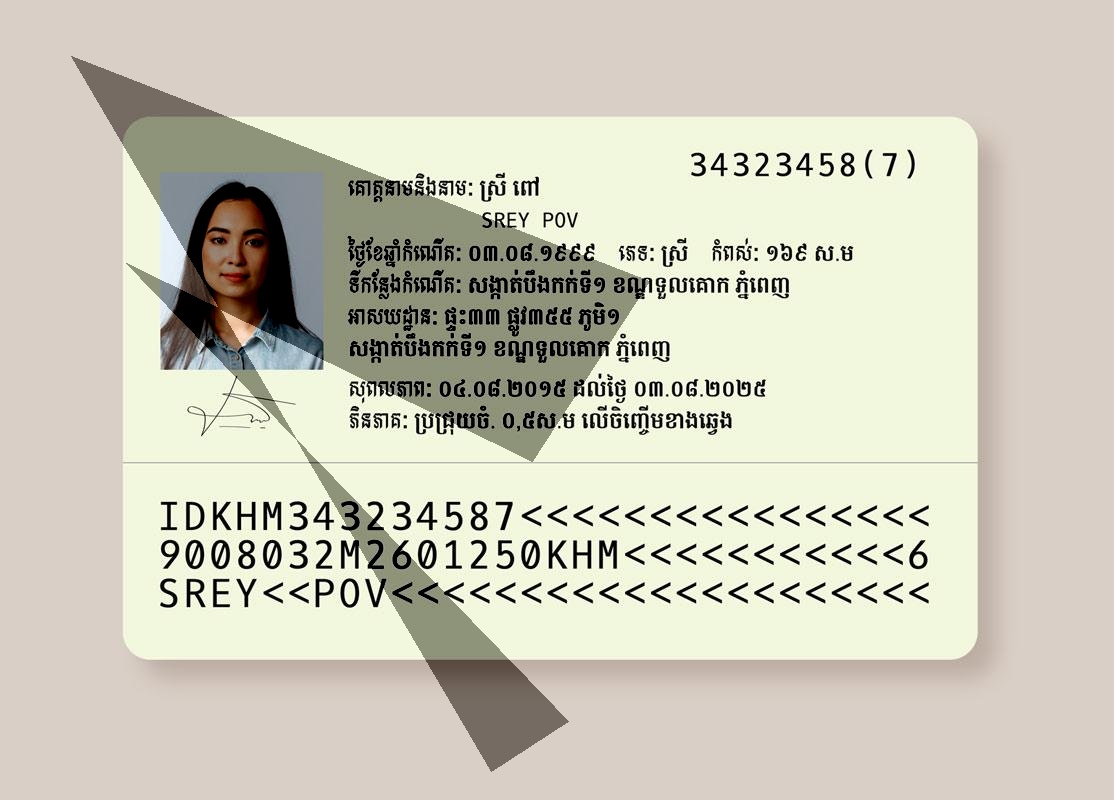 34323458(7)
គោត្តនាមនិងនាម: ស្រី ពៅ
SREY POV
ថ្ងៃខែឆ្នាំកំណើត: ០៣.០៨.១៩៩៩ ភេទ: ស្រី កំពស់: ១៦៩ ស.ម
ទីកន្លែងកំណើត: សង្កាត់បឹងកក់ទី១ ខណ្ឌទួលគោក ភ្នំពេញ
អាសយដ្ឋាន: ផ្ទះ៣៣ ផ្លូវ៣៥៥ ភូមិ១
សង្កាត់បឹងកក់ទី១ ខណ្ឌទួលគោក ភ្នំពេញ
សុពលភាព: ០៤.០៨.២០១៥ ដល់ថ្ងៃ ០៣.០៨.២០២៥
ភិនភាគ: ប្រជ្រុយចំ. 0,៥ស.ម លើចិញ្ចើមខាងឆ្វេង
IDKHM343234587<<<<<<<<<<<<<<<<
9008032M2601250KHM<<<<<<<<<<<6
SREY<<POV<<<<<<<<<<<<<<<<<<<<<